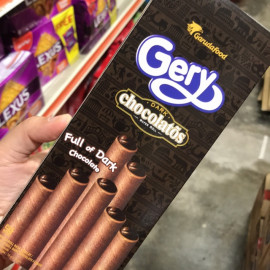 Garudafood
Gery
DARK
chocolatos
Full of Dark
Chocolate
LEXUS